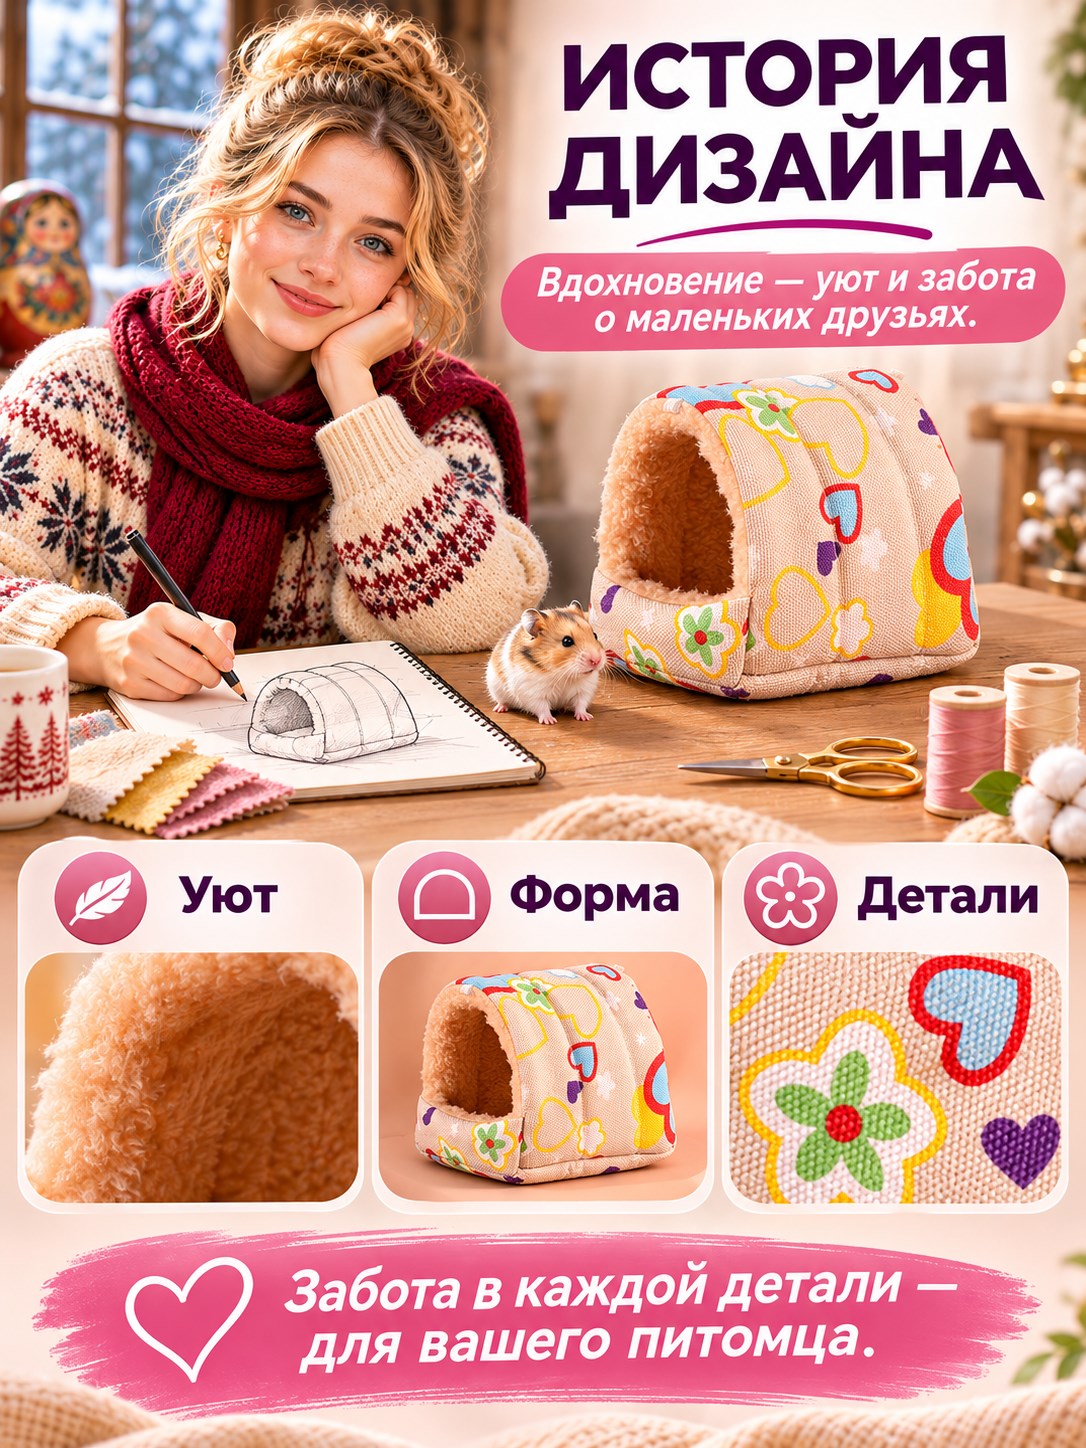 ИСТОРИЯ
ДИЗАЙНА
Вдохновение — уют и забота
о маленьких друзьях.
Уют
Форма
Детали
Забота в каждой детали —
для вашего питомца.